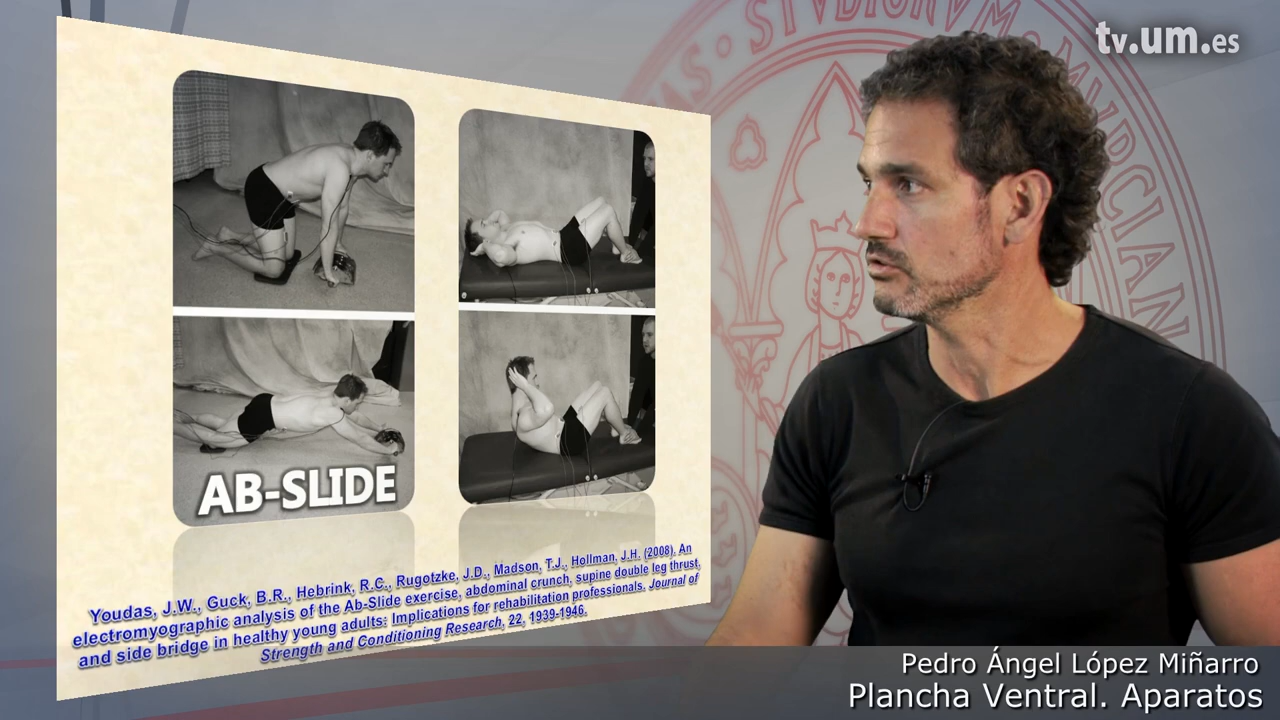 tv.um.es
STVDIORVM
MVRCIAN
AB-SLIDE
Youdas, J.W., Guck, B.R., Hebrink, R.C., Rugotzke, J.D., Madson, T.J., Hollman, J.H. (2008). An
electromyographic analysis of the Ab-Slide exercise, abdominal crunch, supine double leg thrust,
and side bridge in healthy young adults: Implications for rehabilitation professionals. Journal of
Strength and Conditioning Research, 22, 1939-1946.
Pedro Ángel López Miñarro
Plancha Ventral. Aparatos